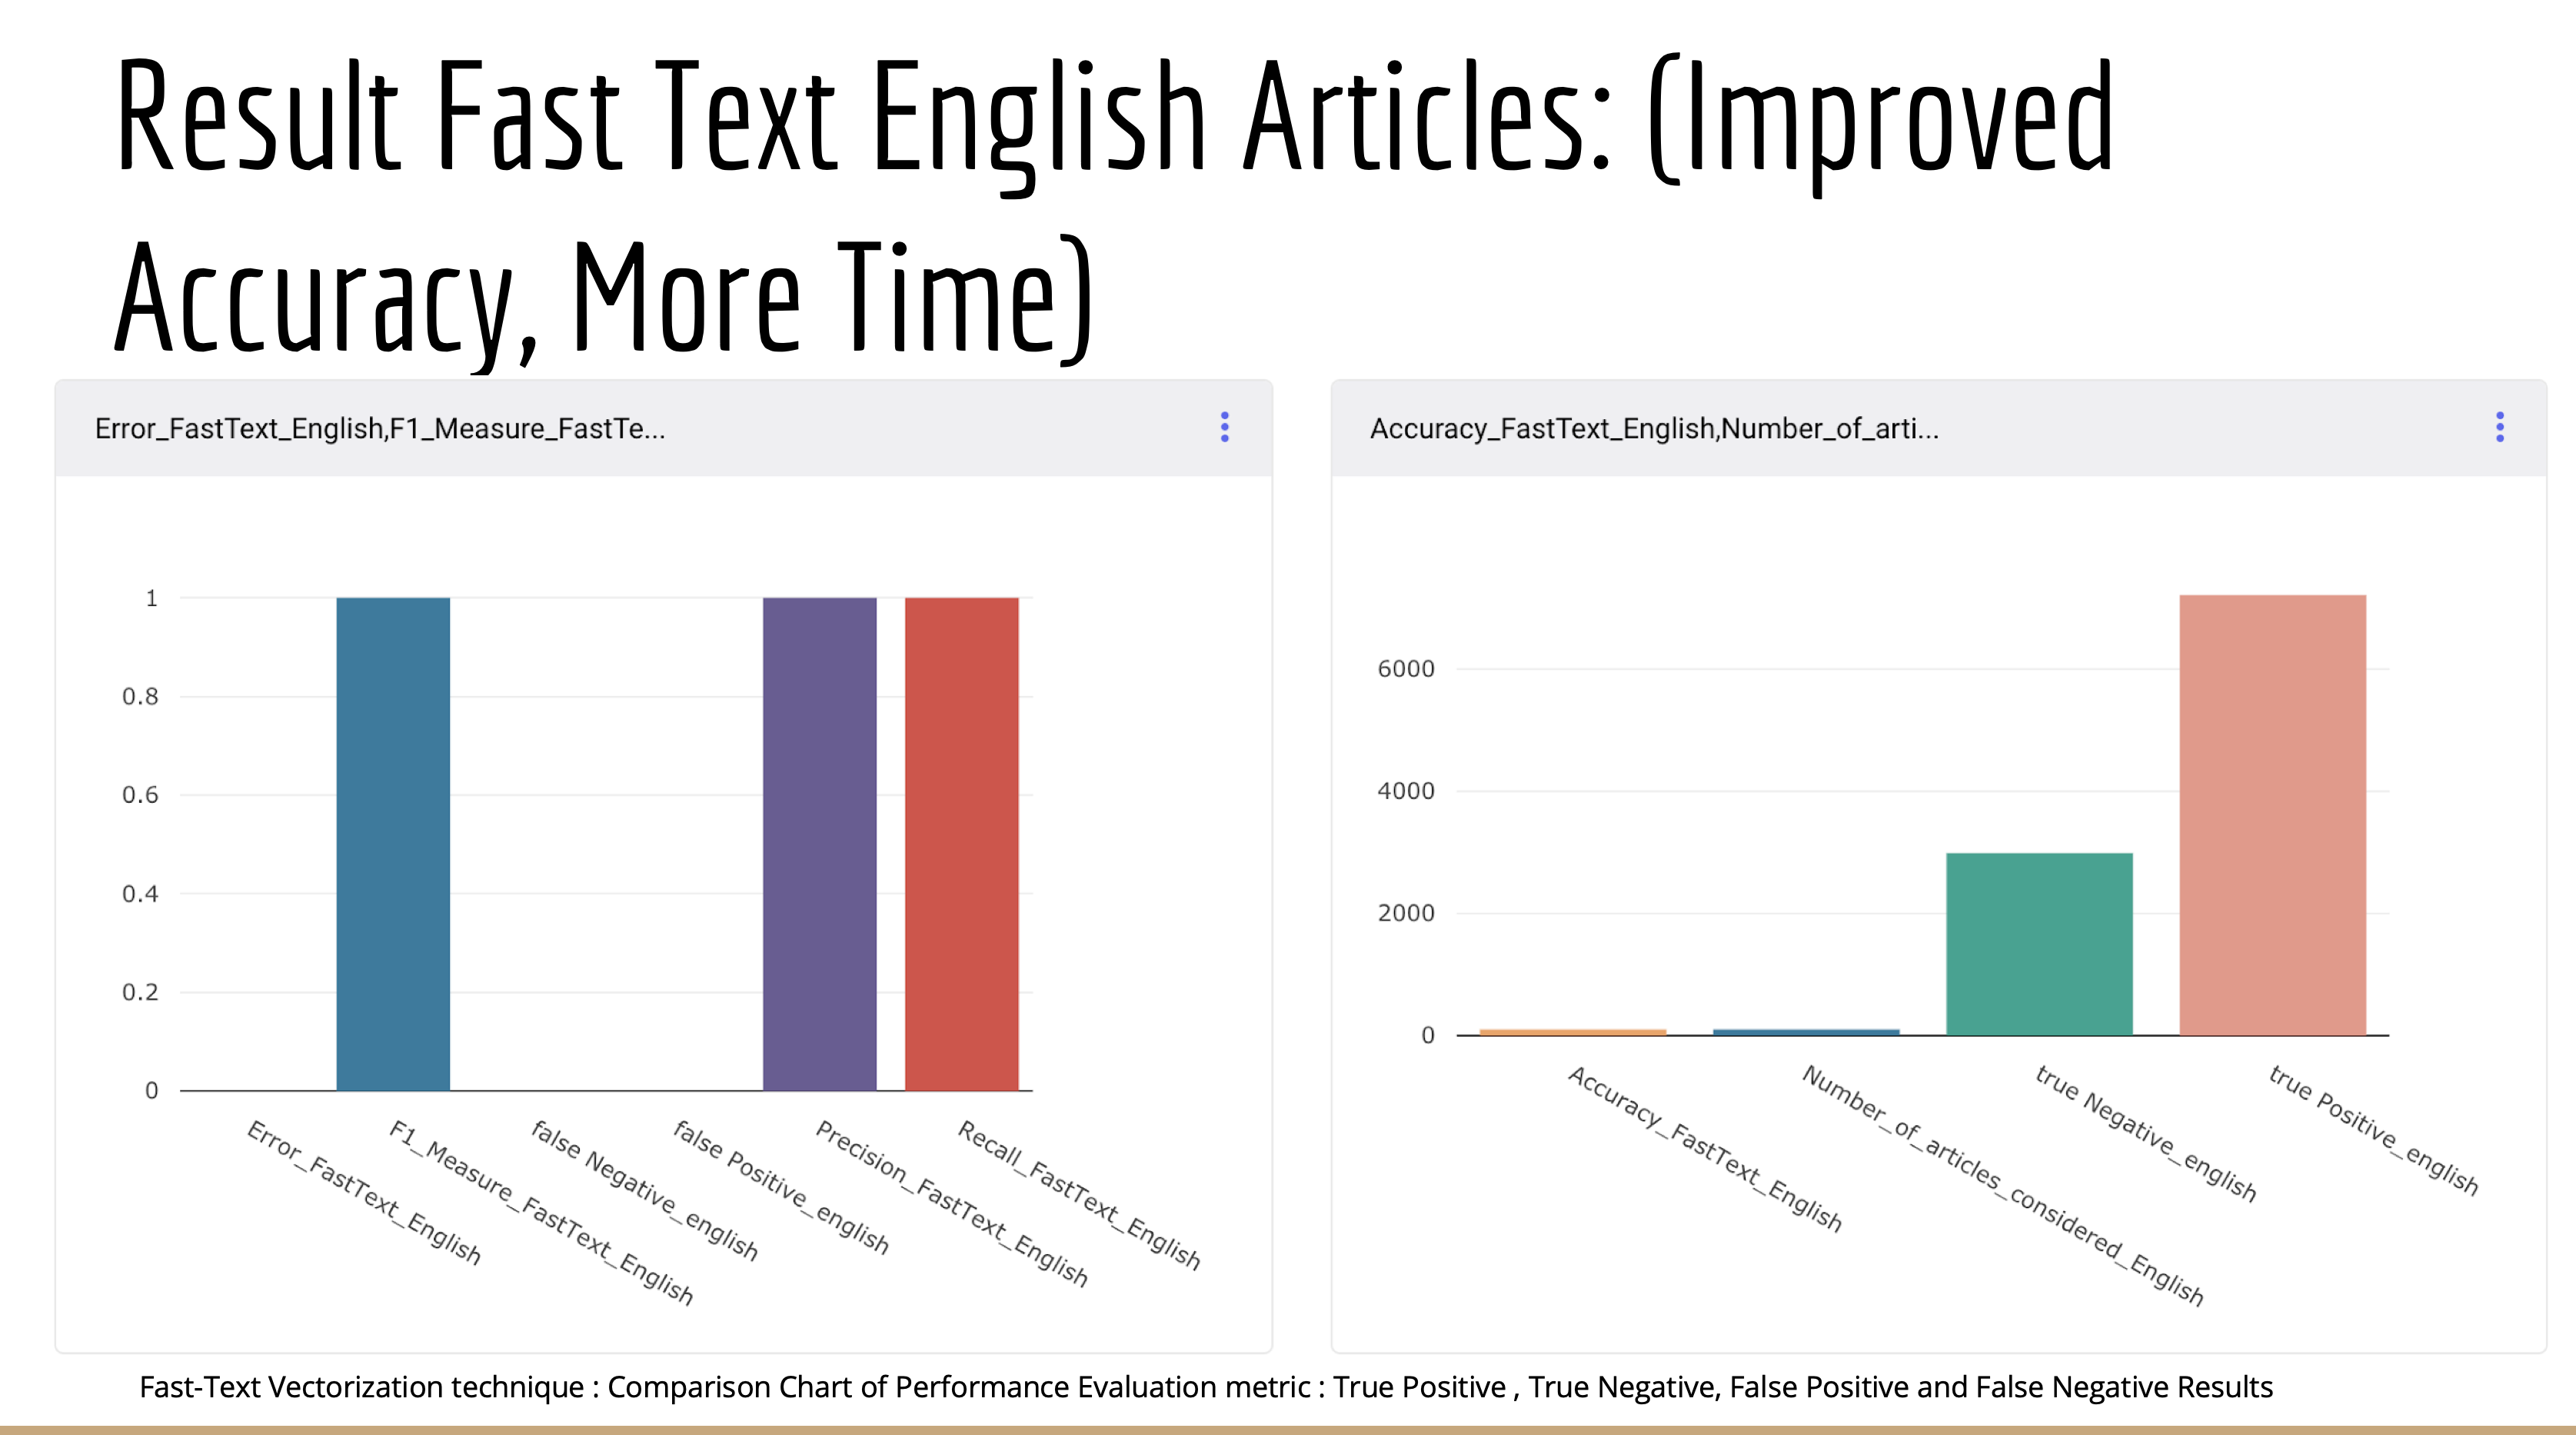 Result Fast Text English Articles: (Improved
Accuracy, More Time)
Error_FastText_English,F1_Measure_FastTe...
1
0.8
0.6
0.4
0.2
0
Error_FastText_English
F1_Measure_FastText_English
false Negative_english
false Positive_english
Precision_FastText_English
Recall_FastText_English
Accuracy_FastText_English,Number_of_arti...
6000
4000
2000
0
Accuracy_FastText_English
Number_of_articles_considered_English
true Negative_english
true Positive_english
Fast-Text Vectorization technique : Comparison Chart of Performance Evaluation metric : True Positive , True Negative, False Positive and False Negative Results